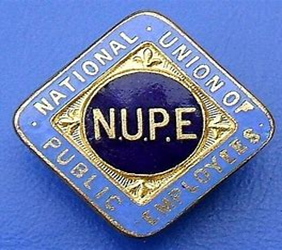 · NATIONAL · UNION OF ·
N.U.P.E
PUBLIC EMPLOYEES